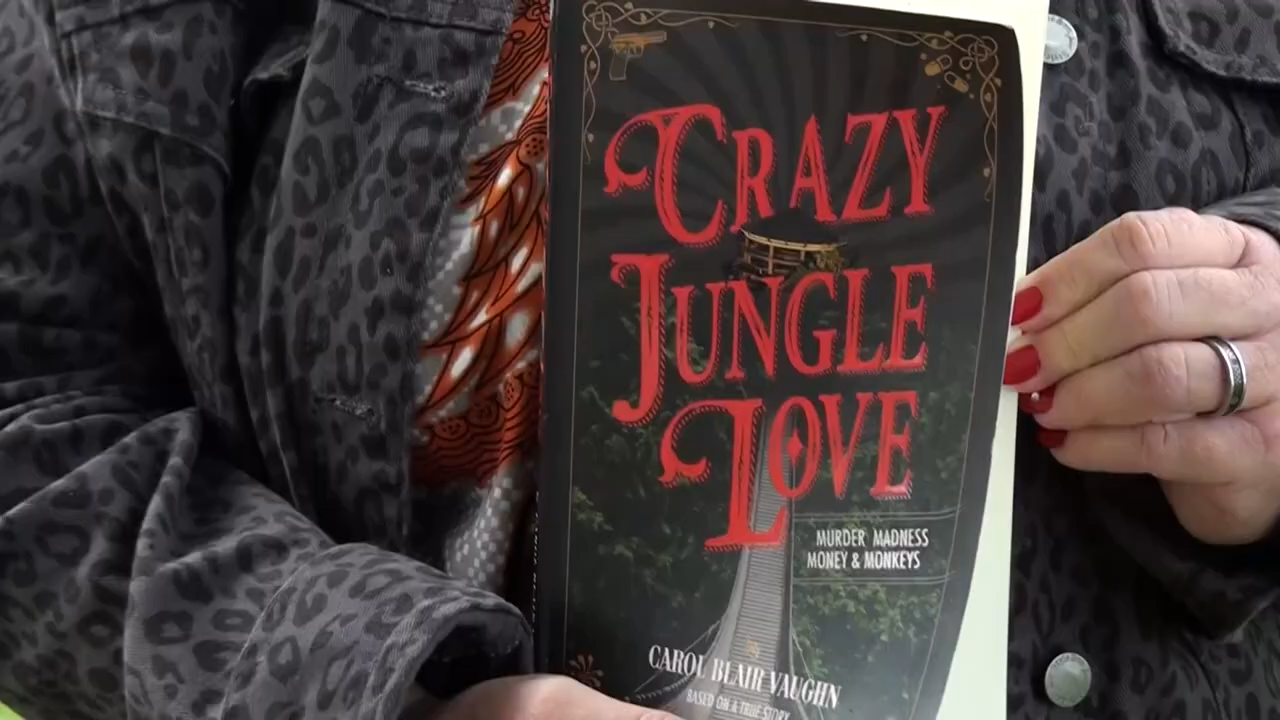 CRAZY
JUNGLE
LOVE
MURDER MADNESS
MONEY & MONKEYS
CAROL BLAIR VAUGHN
BASED ON A TRUE STORY